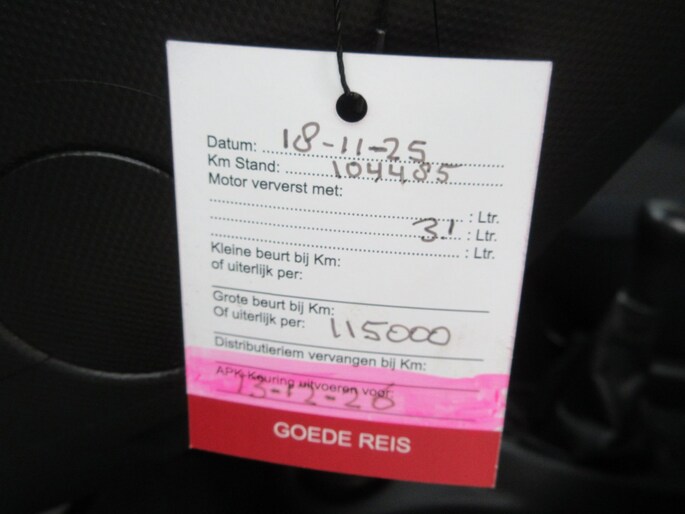 Datum: 18-11-25
Km Stand: 104485
Motor ververst met:
: Ltr.
3.1 : Ltr.
: Ltr.
Kleine beurt bij Km:
of uiterlijk per:
Grote beurt bij Km:
Of uiterlijk per: 115000
Distributieriem vervangen bij Km:
APK-Keuring uitvoeren voor:
13-12-26
GOEDE REIS